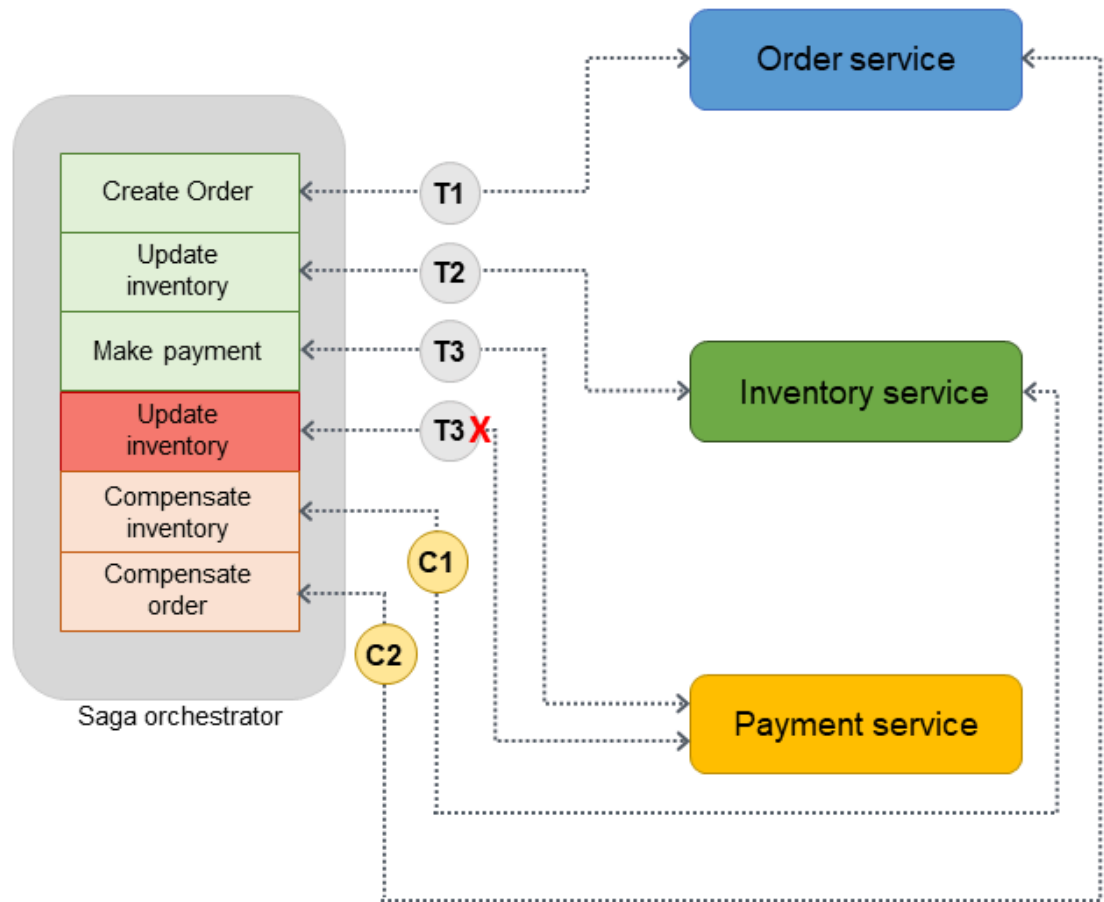 Order service
Create Order
T1
Update
inventory
T2
Make payment
T3
Inventory service
Update
inventory
T3X
Compensate
inventory
C1
Compensate
order
C2
Saga orchestrator
Payment service